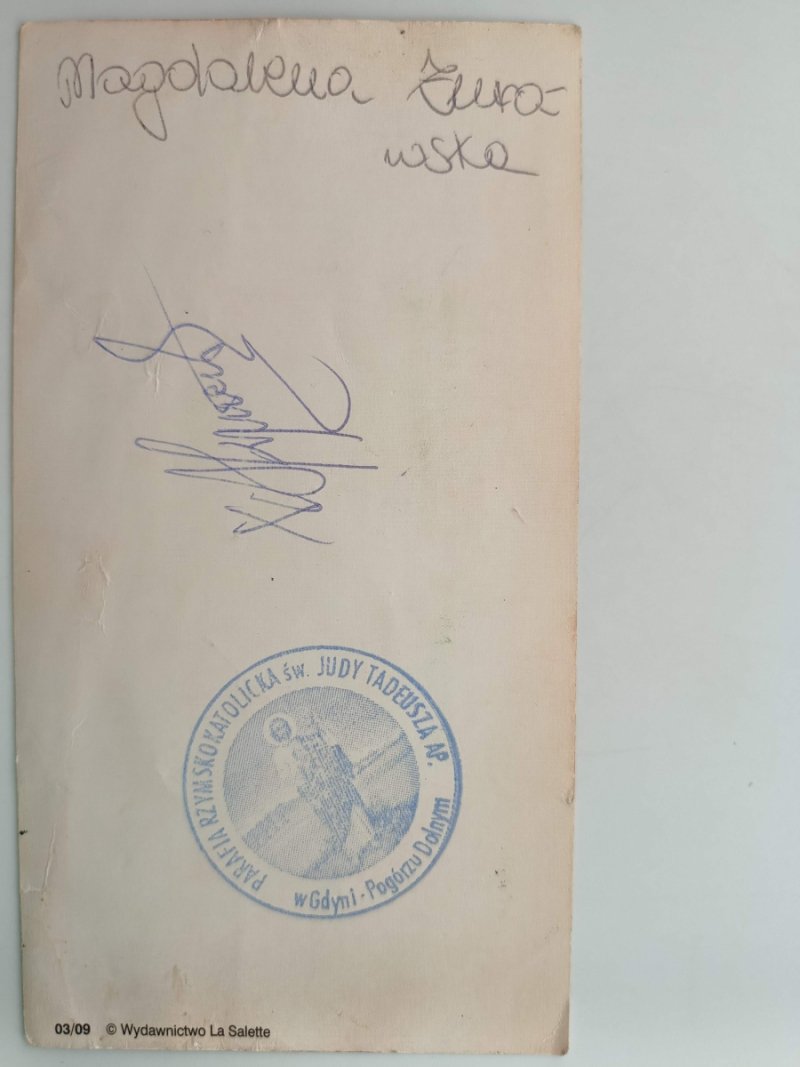 Magdalena Żura-
wska
PARAFIA RZYMSKOKATOLICKA św. JUDY TADEUSZA AP.
w Gdyni - Pogórzu Dolnym
03/09 © Wydawnictwo La Salette